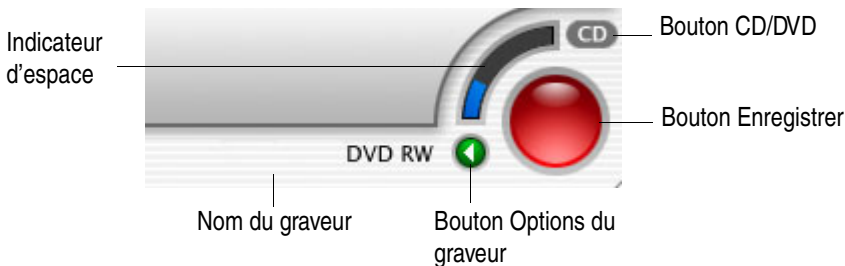 Indicateur
d'espace
CD
Bouton CD/DVD
Bouton Enregistrer
DVD RW
Nom du graveur
Bouton Options du
graveur